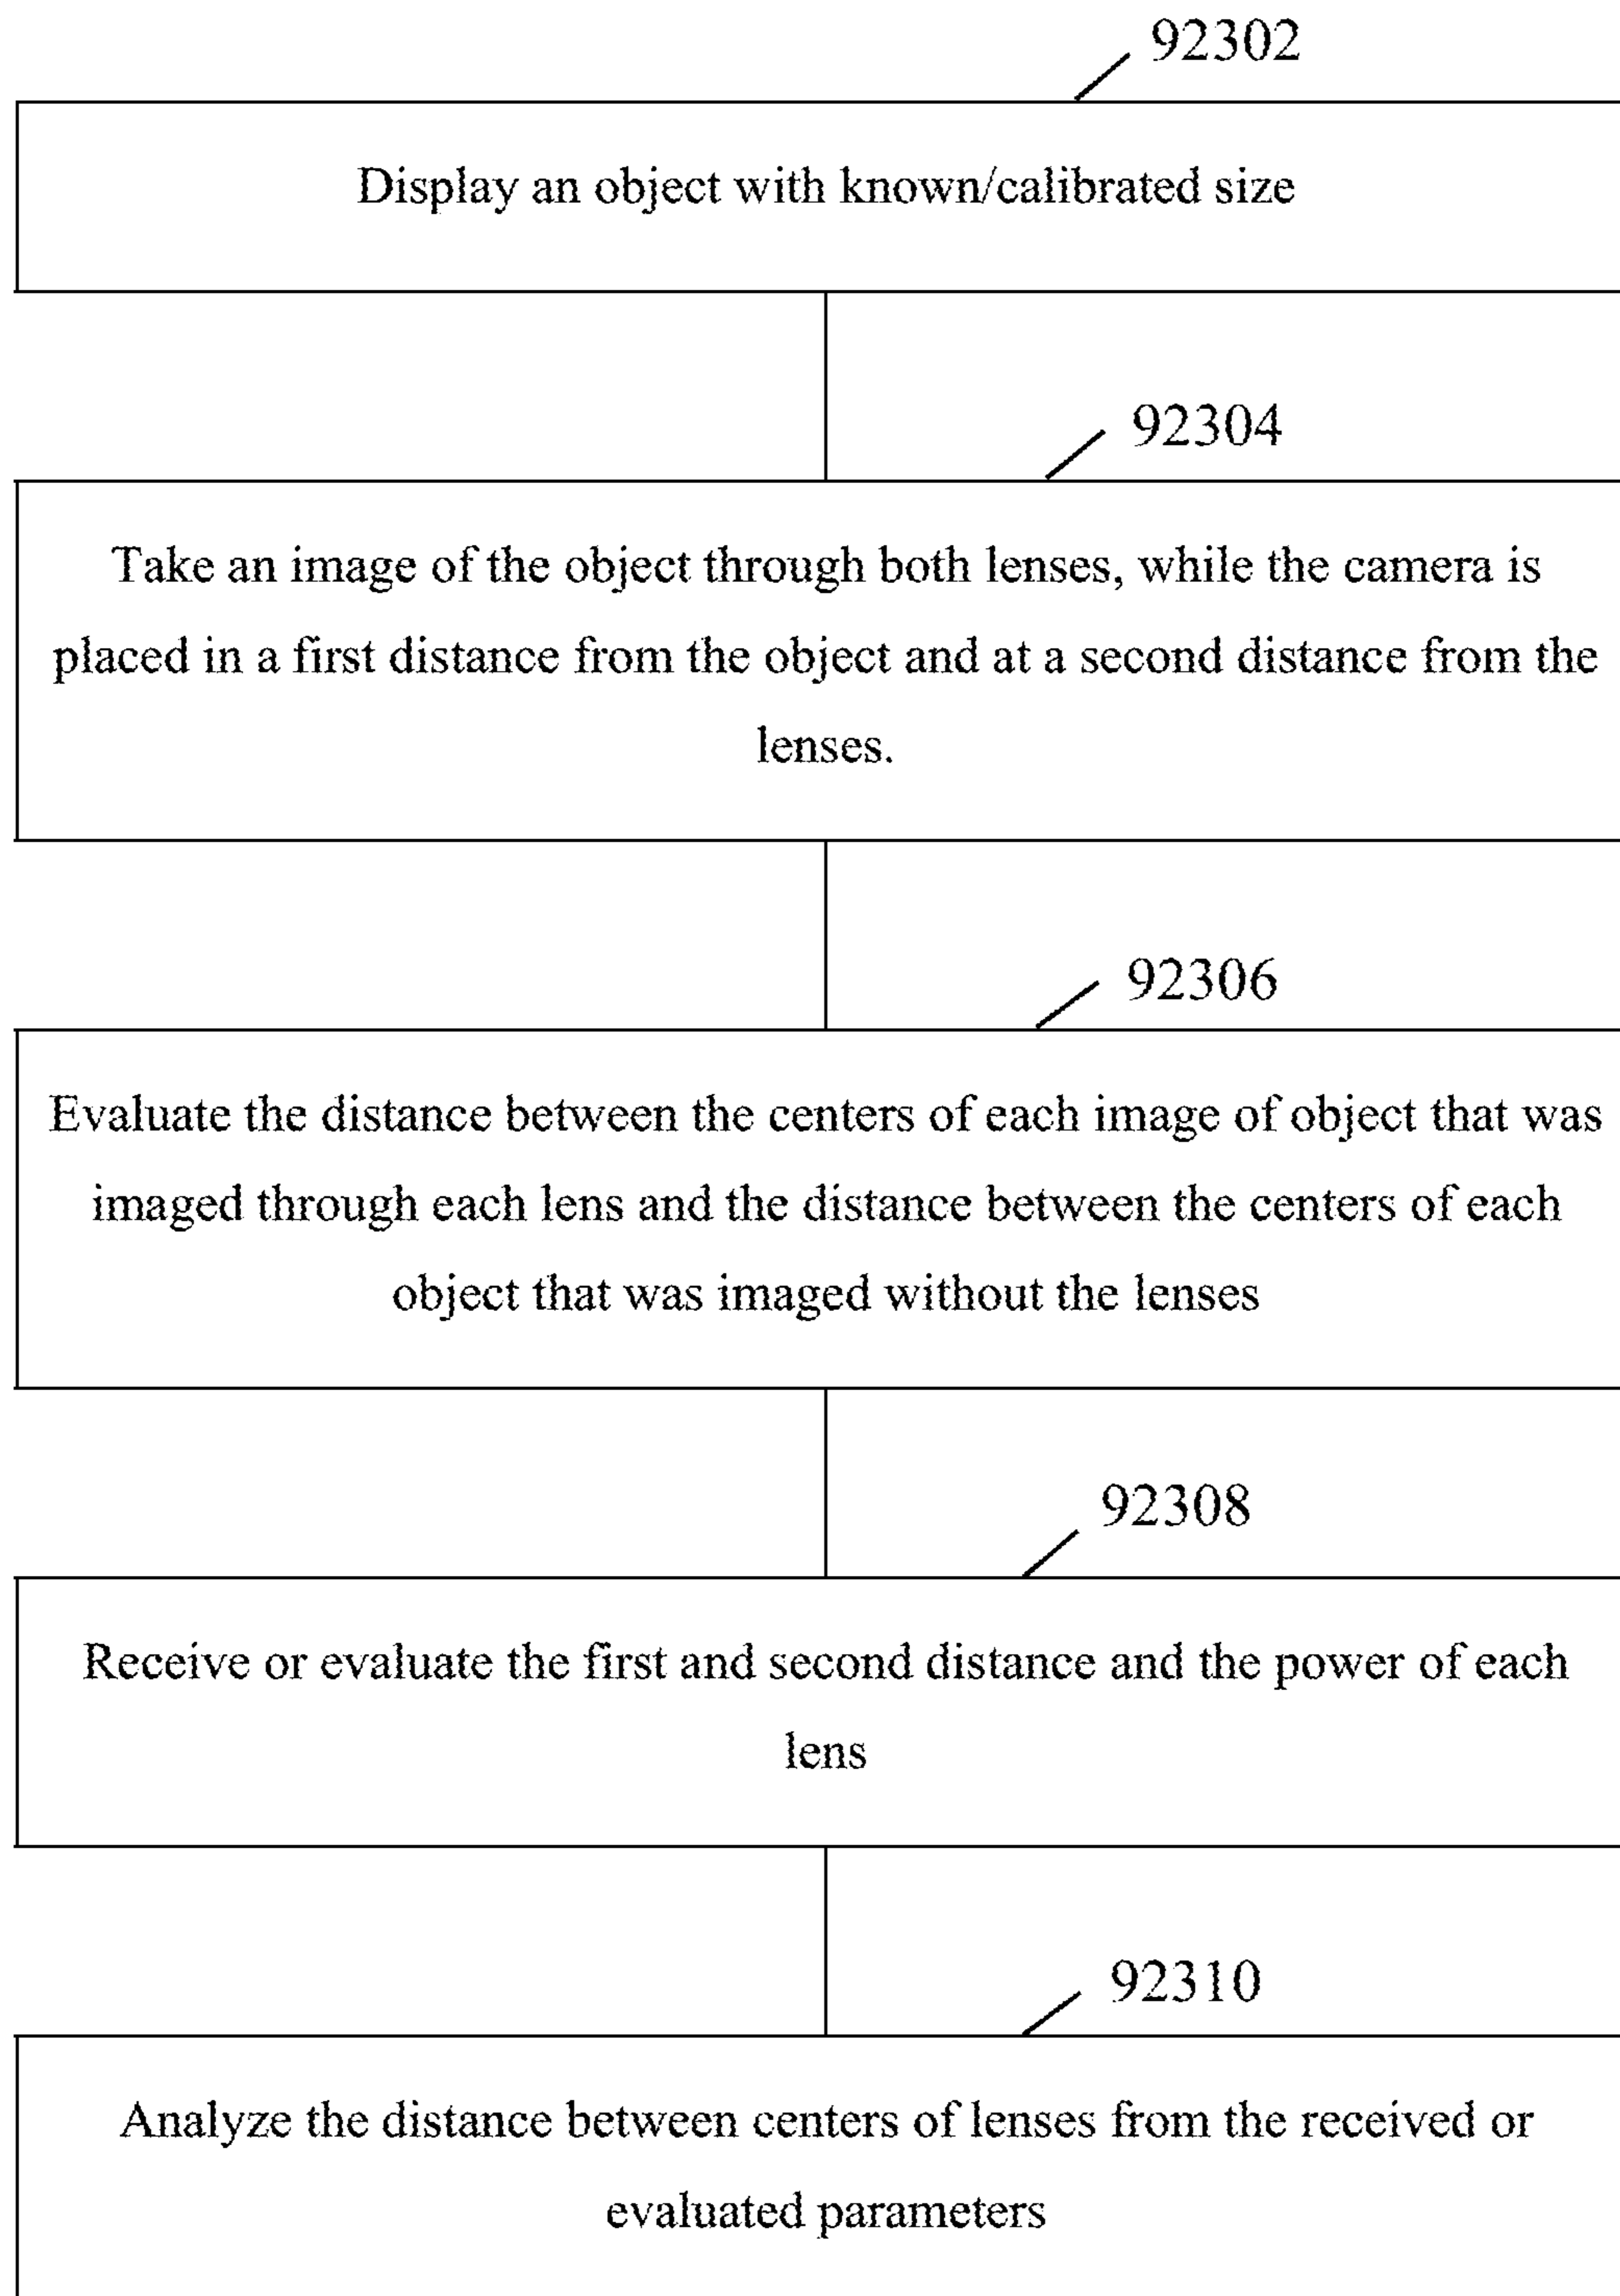 92302
Display an object with known/calibrated size
92304
Take an image of the object through both lenses, while the camera is
placed in a first distance from the object and at a second distance from the
lenses.
92306
Evaluate the distance between the centers of each image of object that was
imaged through each lens and the distance between the centers of each
object that was imaged without the lenses
92308
Receive or evaluate the first and second distance and the power of each
lens
92310
Analyze the distance between centers of lenses from the received or
evaluated parameters